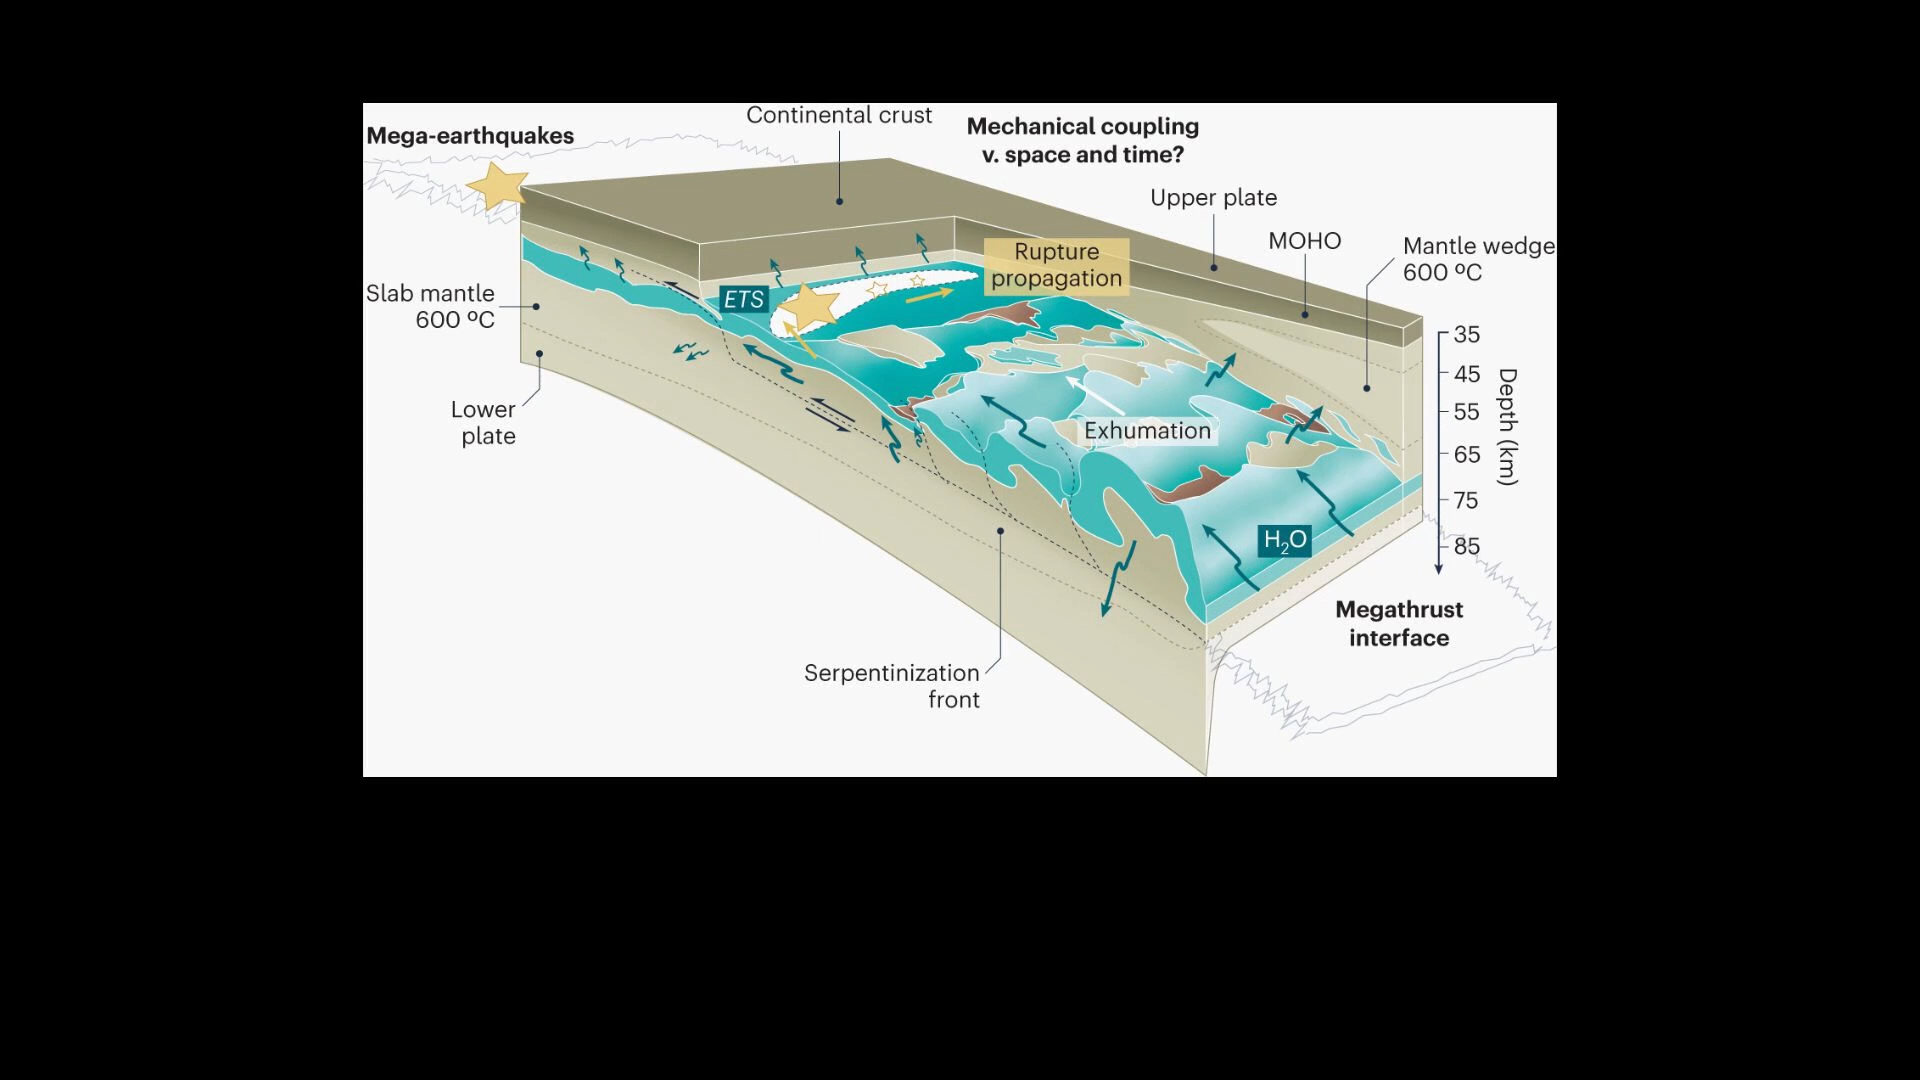 Continental crust
Mega-earthquakes
Mechanical coupling
v. space and time?
Upper plate
MOHO
Mantle wedge
600 ºC
Rupture
propagation
Slab mantle
600 ºC
ETS
35
45
55
65
75
85
Depth (km)
Lower
plate
Exhumation
H₂O
Megathrust
interface
Serpentinization
front